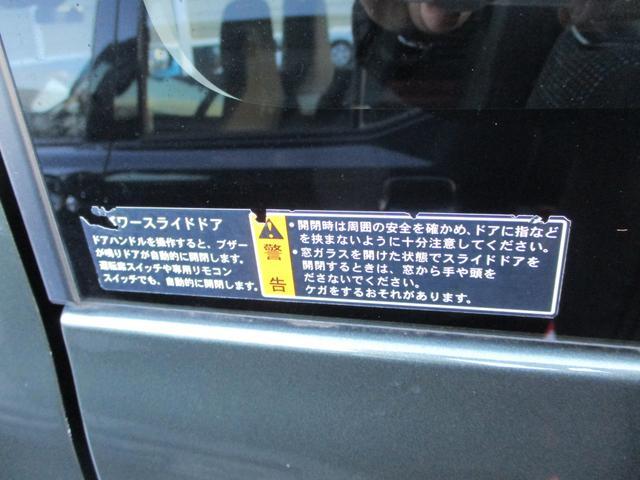 パワースライドドア
ドアハンドルを操作すると、ブザー
が鳴りドアが自動的に開閉します。
運転席スイッチや専用リモコン
スイッチでも、自動的に開閉します。
警告
• 開閉時は周囲の安全を確かめ、ドアに指など
を挟まないように十分注意してください。
• 窓ガラスを開けた状態でスライドドアを
開閉するときは、窓から手や頭を
ださないでください。
ケガをするおそれがあります。